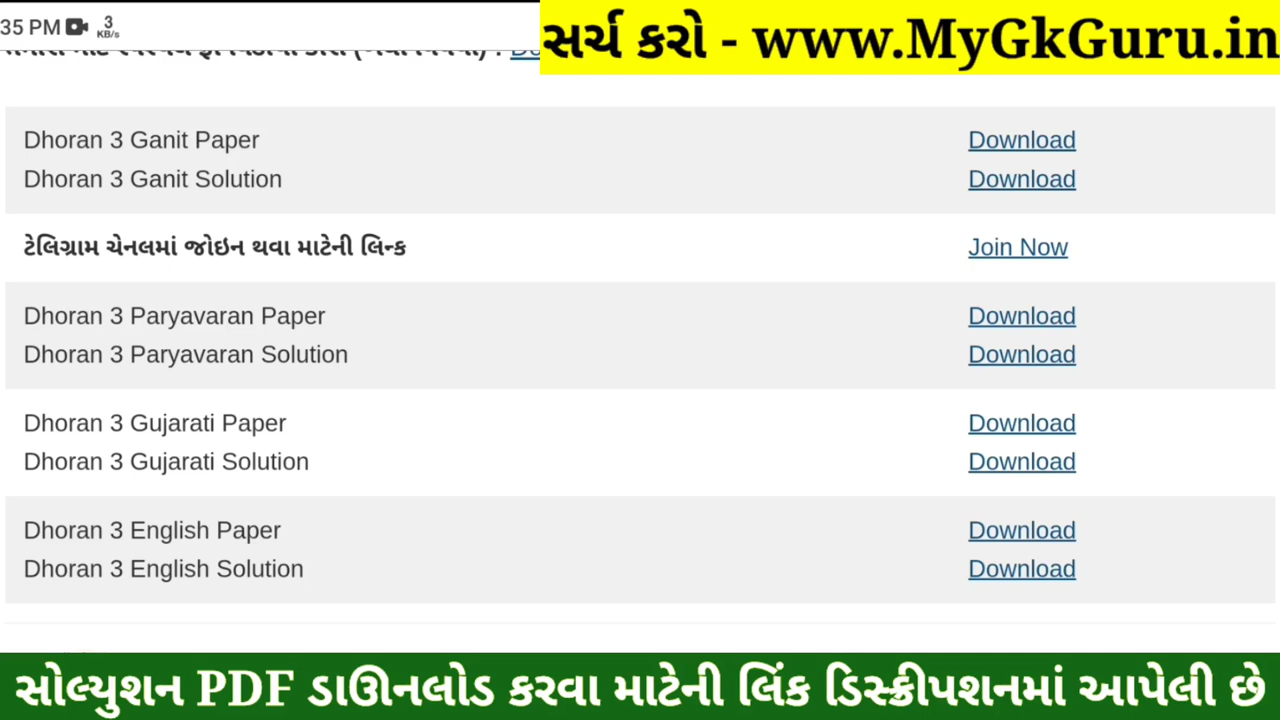 35 PM 3 KB/s
સર્ચ કરો - www.MyGkGuru.in
Dhoran 3 Ganit Paper Download
Dhoran 3 Ganit Solution Download
ટેલિગ્રામ ચેનલમાં જોઇન થવા માટેની લિન્ક Join Now
Dhoran 3 Paryavaran Paper Download
Dhoran 3 Paryavaran Solution Download
Dhoran 3 Gujarati Paper Download
Dhoran 3 Gujarati Solution Download
Dhoran 3 English Paper Download
Dhoran 3 English Solution Download
સોલ્યુશન PDF ડાઊનલોડ કરવા માટેની લિંક ડિસ્ક્રીપશનમાં આપેલી છે